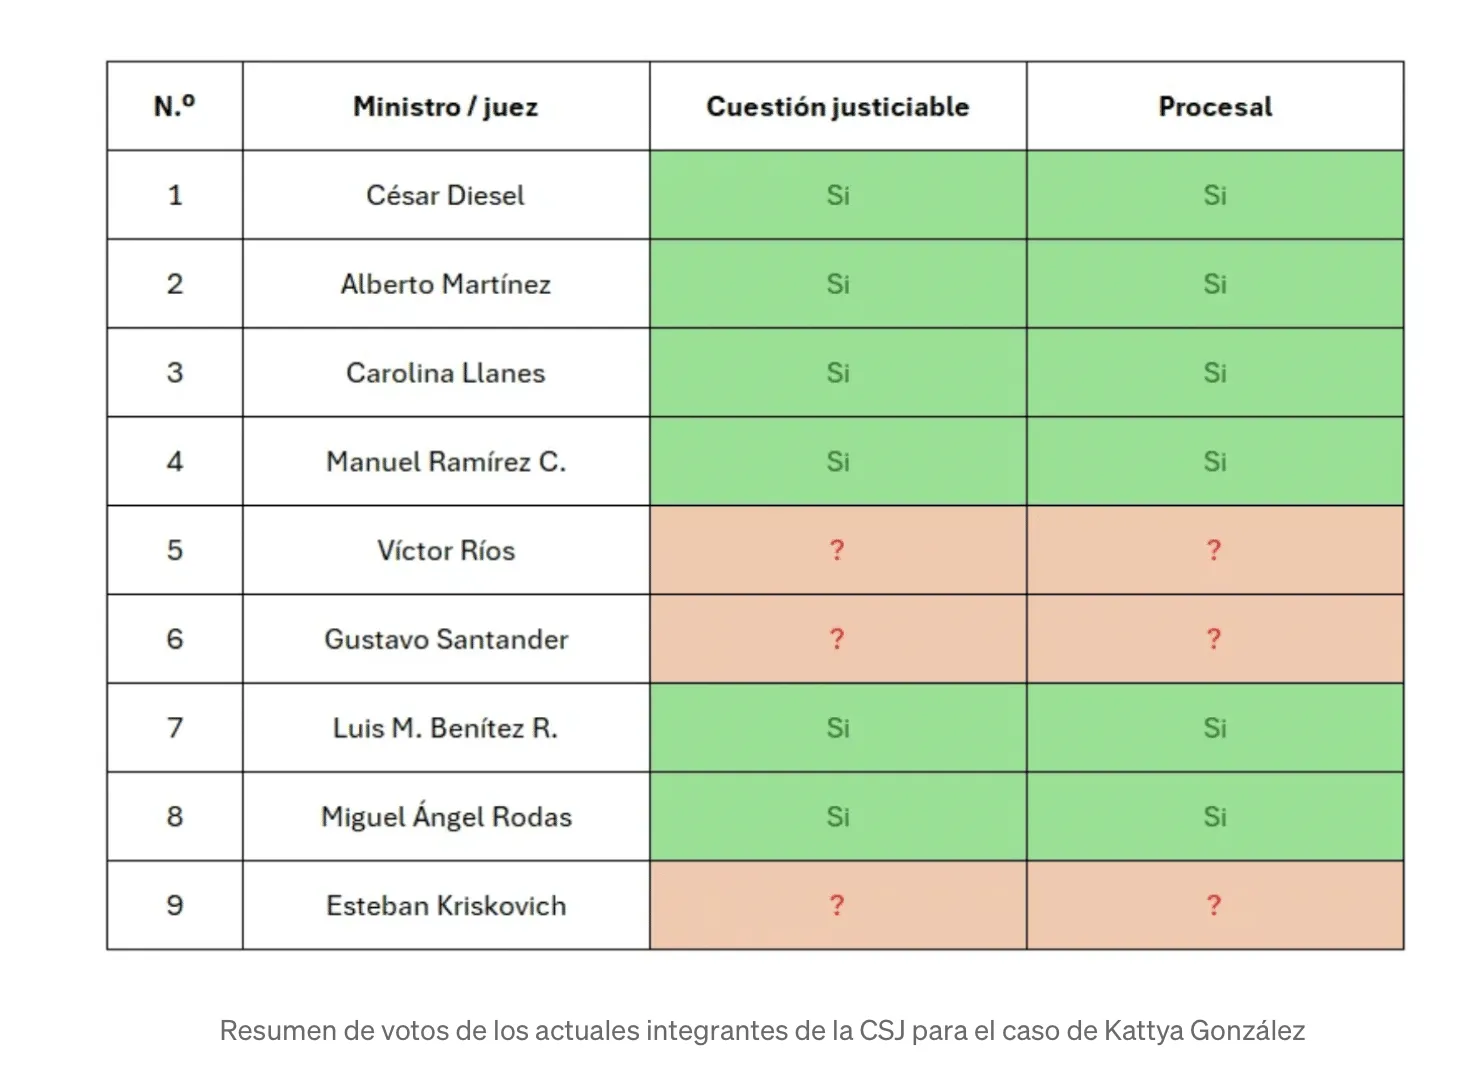 N.º Ministro / juez Cuestión justiciable Procesal
1 César Diesel Si Si
2 Alberto Martínez Si Si
3 Carolina Llanes Si Si
4 Manuel Ramírez C. Si Si
5 Víctor Ríos ? ?
6 Gustavo Santander ? ?
7 Luis M. Benítez R. Si Si
8 Miguel Ángel Rodas Si Si
9 Esteban Kriskovich ? ?
Resumen de votos de los actuales integrantes de la CSJ para el caso de Kattya González